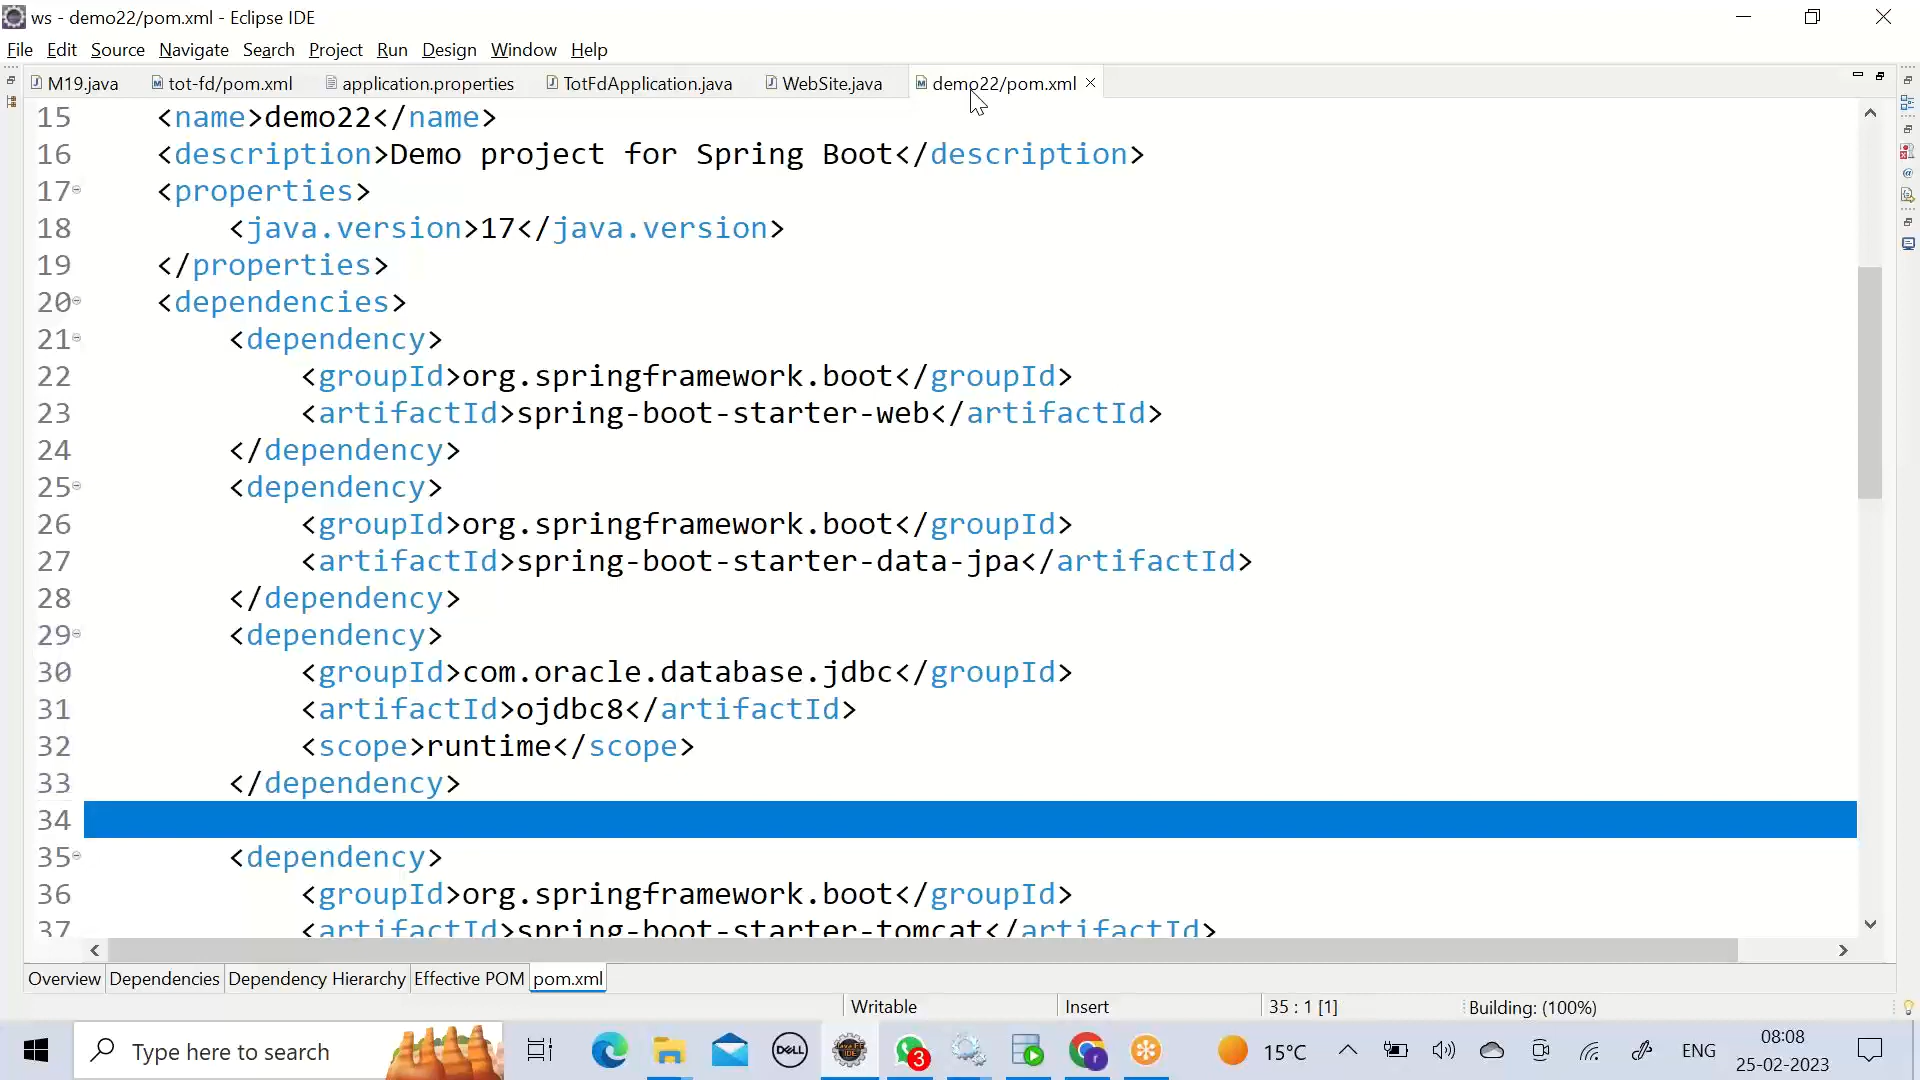 ws - demo22/pom.xml - Eclipse IDE
File Edit Source Navigate Search Project Run Design Window Help
M19.java tot-fd/pom.xml application.properties TotFdApplication.java WebSite.java demo22/pom.xml
15 <name>demo22</name>
16 <description>Demo project for Spring Boot</description>
17 <properties>
18 <java.version>17</java.version>
19 </properties>
20 <dependencies>
21 <dependency>
22 <groupId>org.springframework.boot</groupId>
23 <artifactId>spring-boot-starter-web</artifactId>
24 </dependency>
25 <dependency>
26 <groupId>org.springframework.boot</groupId>
27 <artifactId>spring-boot-starter-data-jpa</artifactId>
28 </dependency>
29 <dependency>
30 <groupId>com.oracle.database.jdbc</groupId>
31 <artifactId>ojdbc8</artifactId>
32 <scope>runtime</scope>
33 </dependency>
34
35 <dependency>
36 <groupId>org.springframework.boot</groupId>
37 <artifactId>spring-boot-starter-tomcat</artifactId>
Overview Dependencies Dependency Hierarchy Effective POM pom.xml
Writable Insert 35 : 1 [1] Building: (100%)
Type here to search DELL 3 15°C ENG 08:08
25-02-2023